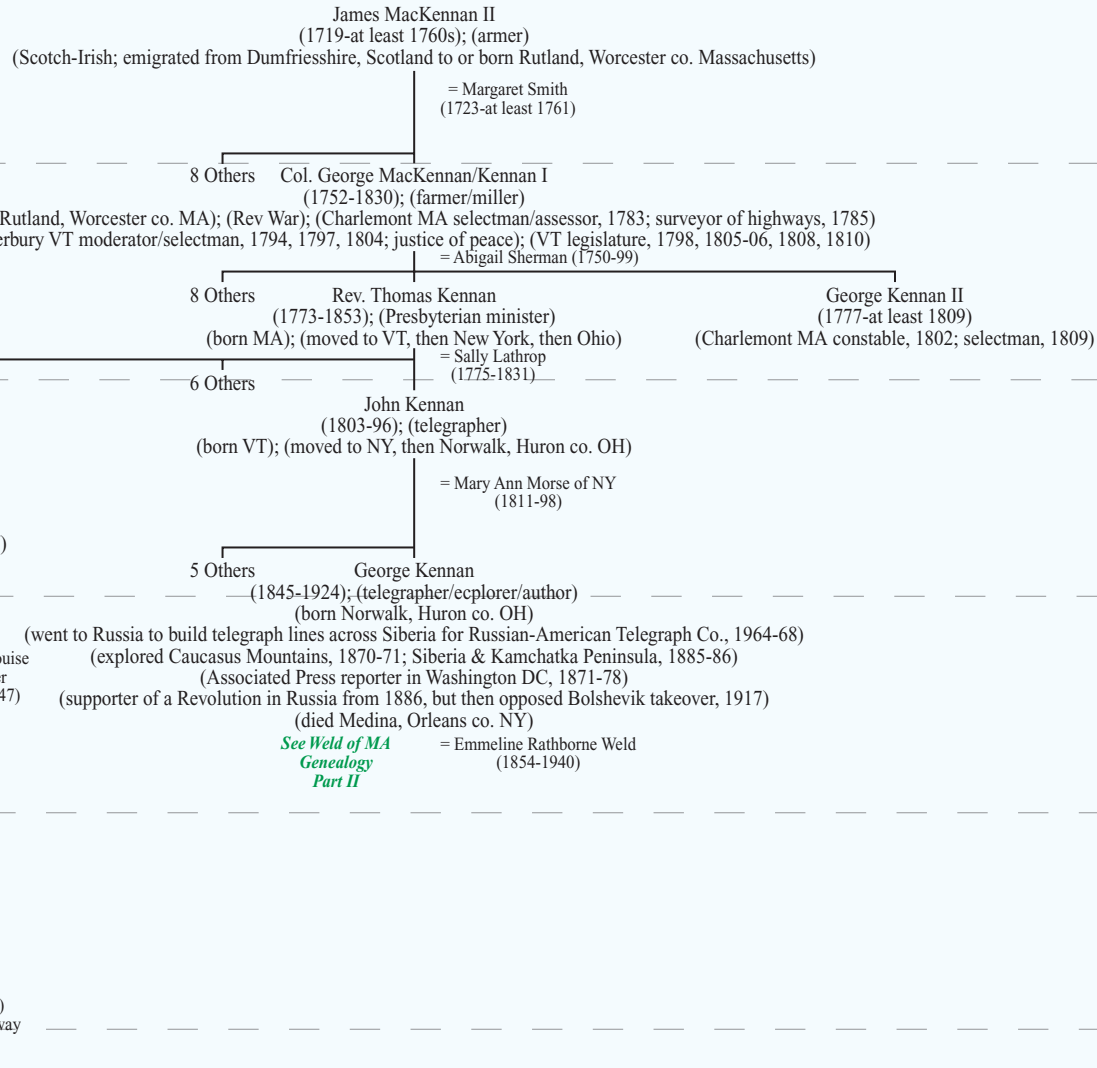 James MacKennan II
(1719-at least 1760s); (armer)
(Scotch-Irish; emigrated from Dumfriesshire, Scotland to or born Rutland, Worcester co. Massachusetts)
= Margaret Smith
(1723-at least 1761)
8 Others
Col. George MacKennan/Kennan I
(1752-1830); (farmer/miller)
Rutland, Worcester co. MA); (Rev War); (Charlemont MA selectman/assessor, 1783; surveyor of highways, 1785)
erbury VT moderator/selectman, 1794, 1797, 1804; justice of peace); (VT legislature, 1798, 1805-06, 1808, 1810)
= Abigail Sherman (1750-99)
8 Others
Rev. Thomas Kennan
(1773-1853); (Presbyterian minister)
(born MA); (moved to VT, then New York, then Ohio)
George Kennan II
(1777-at least 1809)
(Charlemont MA constable, 1802; selectman, 1809)
= Sally Lathrop
(1775-1831)
6 Others
John Kennan
(1803-96); (telegrapher)
(born VT); (moved to NY, then Norwalk, Huron co. OH)
= Mary Ann Morse of NY
(1811-98)
)
5 Others
George Kennan
(1845-1924); (telegrapher/ecplorer/author)
(born Norwalk, Huron co. OH)
(went to Russia to build telegraph lines across Siberia for Russian-American Telegraph Co., 1964-68)
ouise
(explored Caucasus Mountains, 1870-71; Siberia & Kamchatka Peninsula, 1885-86)
er
(Associated Press reporter in Washington DC, 1871-78)
47)
(supporter of a Revolution in Russia from 1886, but then opposed Bolshevik takeover, 1917)
(died Medina, Orleans co. NY)
See Weld of MA
Genealogy
Part II
= Emmeline Rathborne Weld
(1854-1940)
)
way